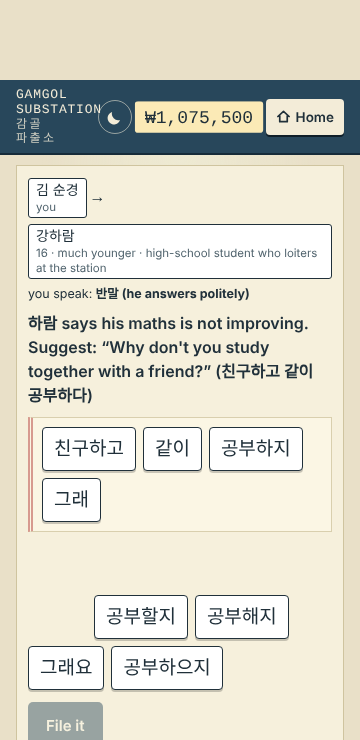 GAMGOL
SUBSTATION
감골
파출소
₩1,075,500
Home
김 순경
you
→
강하람
16 · much younger · high-school student who loiters
at the station
you speak: 반말 (he answers politely)
하람 says his maths is not improving.
Suggest: “Why don't you study
together with a friend?” (친구하고 같이
공부하다)
친구하고 같이 공부하지
그래
공부할지 공부해지
그래요 공부하으지
File it